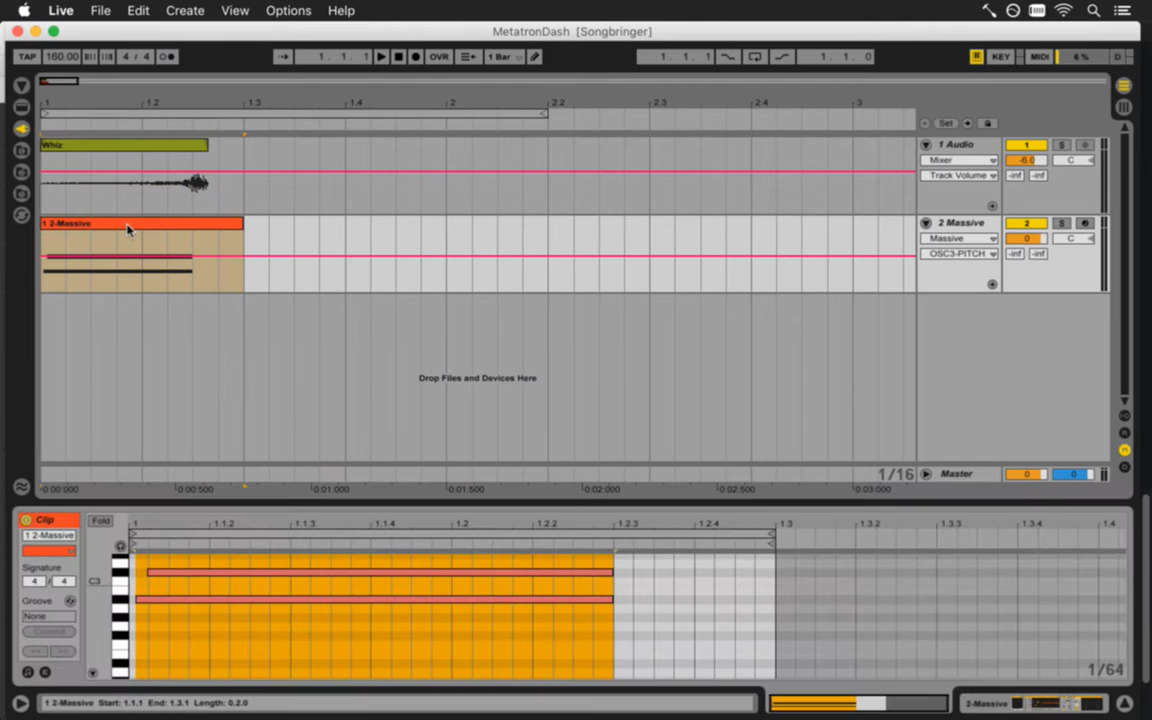 Live File Edit Create View Options Help
MetatronDash [Songbringer]
TAP 160.00 4 / 4 1. 1. 1 OVR 1 Bar 1. 1. 1 1. 1. 0 KEY MIDI 6 % D
1 1.2 1.3 1.4 2 2.2 2.3 2.4 3
Set
Whiz
1 Audio 1 S
Mixer -6.0 C
Track Volume -inf -inf
1 2-Massive
2 Massive 2 S
Massive 0 C
OSC3-PITCH -inf -inf
Drop Files and Devices Here
1/16 Master 0 0
0:00:000 0:00:500 0:01:000 0:01:500 0:02:000 0:02:500 0:03:000
Clip Fold 1 1.1.2 1.1.3 1.1.4 1.2 1.2.2 1.2.3 1.2.4 1.3 1.3.2 1.3.3 1.3.4 1.4
1 2-Massive
Signature
4 / 4 C3
Groove
None
Commit
<< >>
1/64
1 2-Massive Start: 1.1.1 End: 1.3.1 Length: 0.2.0 2-Massive